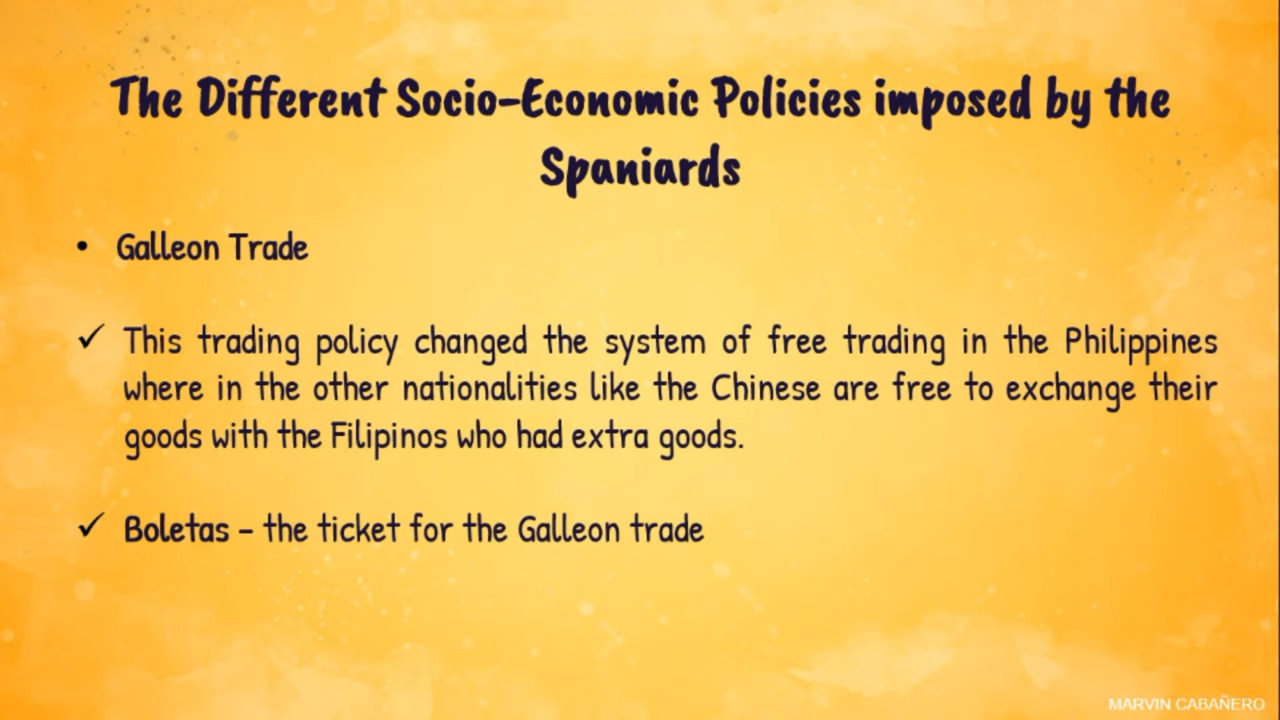 The Different Socio-Economic Policies imposed by the
Spaniards
• Galleon Trade
✓ This trading policy changed the system of free trading in the Philippines
where in the other nationalities like the Chinese are free to exchange their
goods with the Filipinos who had extra goods.
✓ Boletas – the ticket for the Galleon trade
MARVIN CABAÑERO